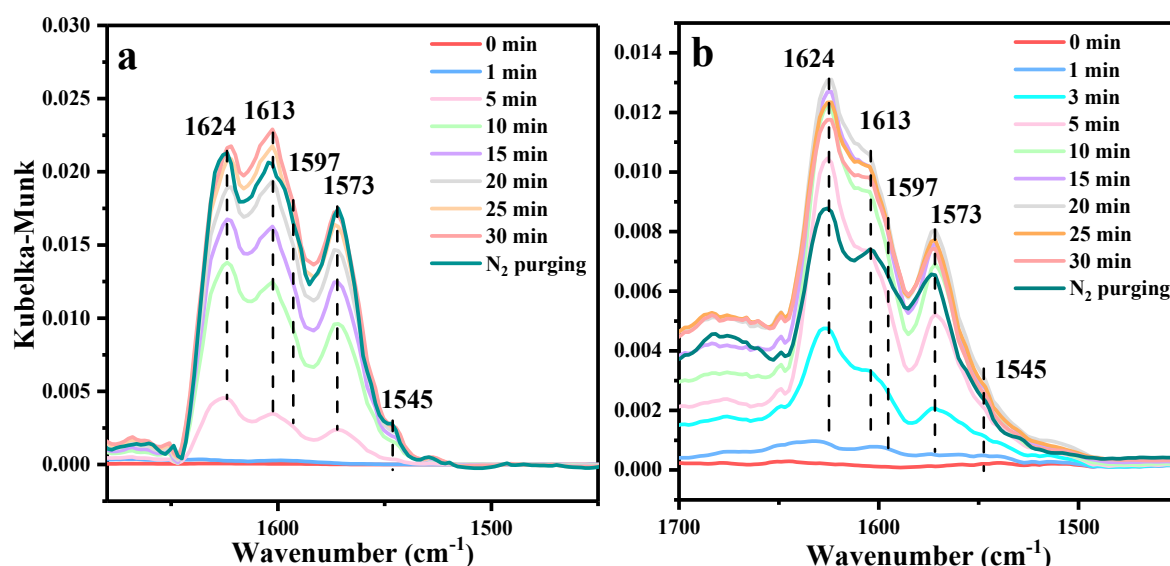 a
Kubelka-Munk
0.030
0.025
0.020
0.015
0.010
0.005
0.000
1624
1613
1597
1573
1545
0 min
1 min
5 min
10 min
15 min
20 min
25 min
30 min
N₂ purging
1600
1500
Wavenumber (cm⁻¹)
b
0.014
0.012
0.010
0.008
0.006
0.004
0.002
0.000
1624
1613
1597
1573
1545
0 min
1 min
3 min
5 min
10 min
15 min
20 min
25 min
30 min
N₂ purging
1700
1600
1500
Wavenumber (cm⁻¹)